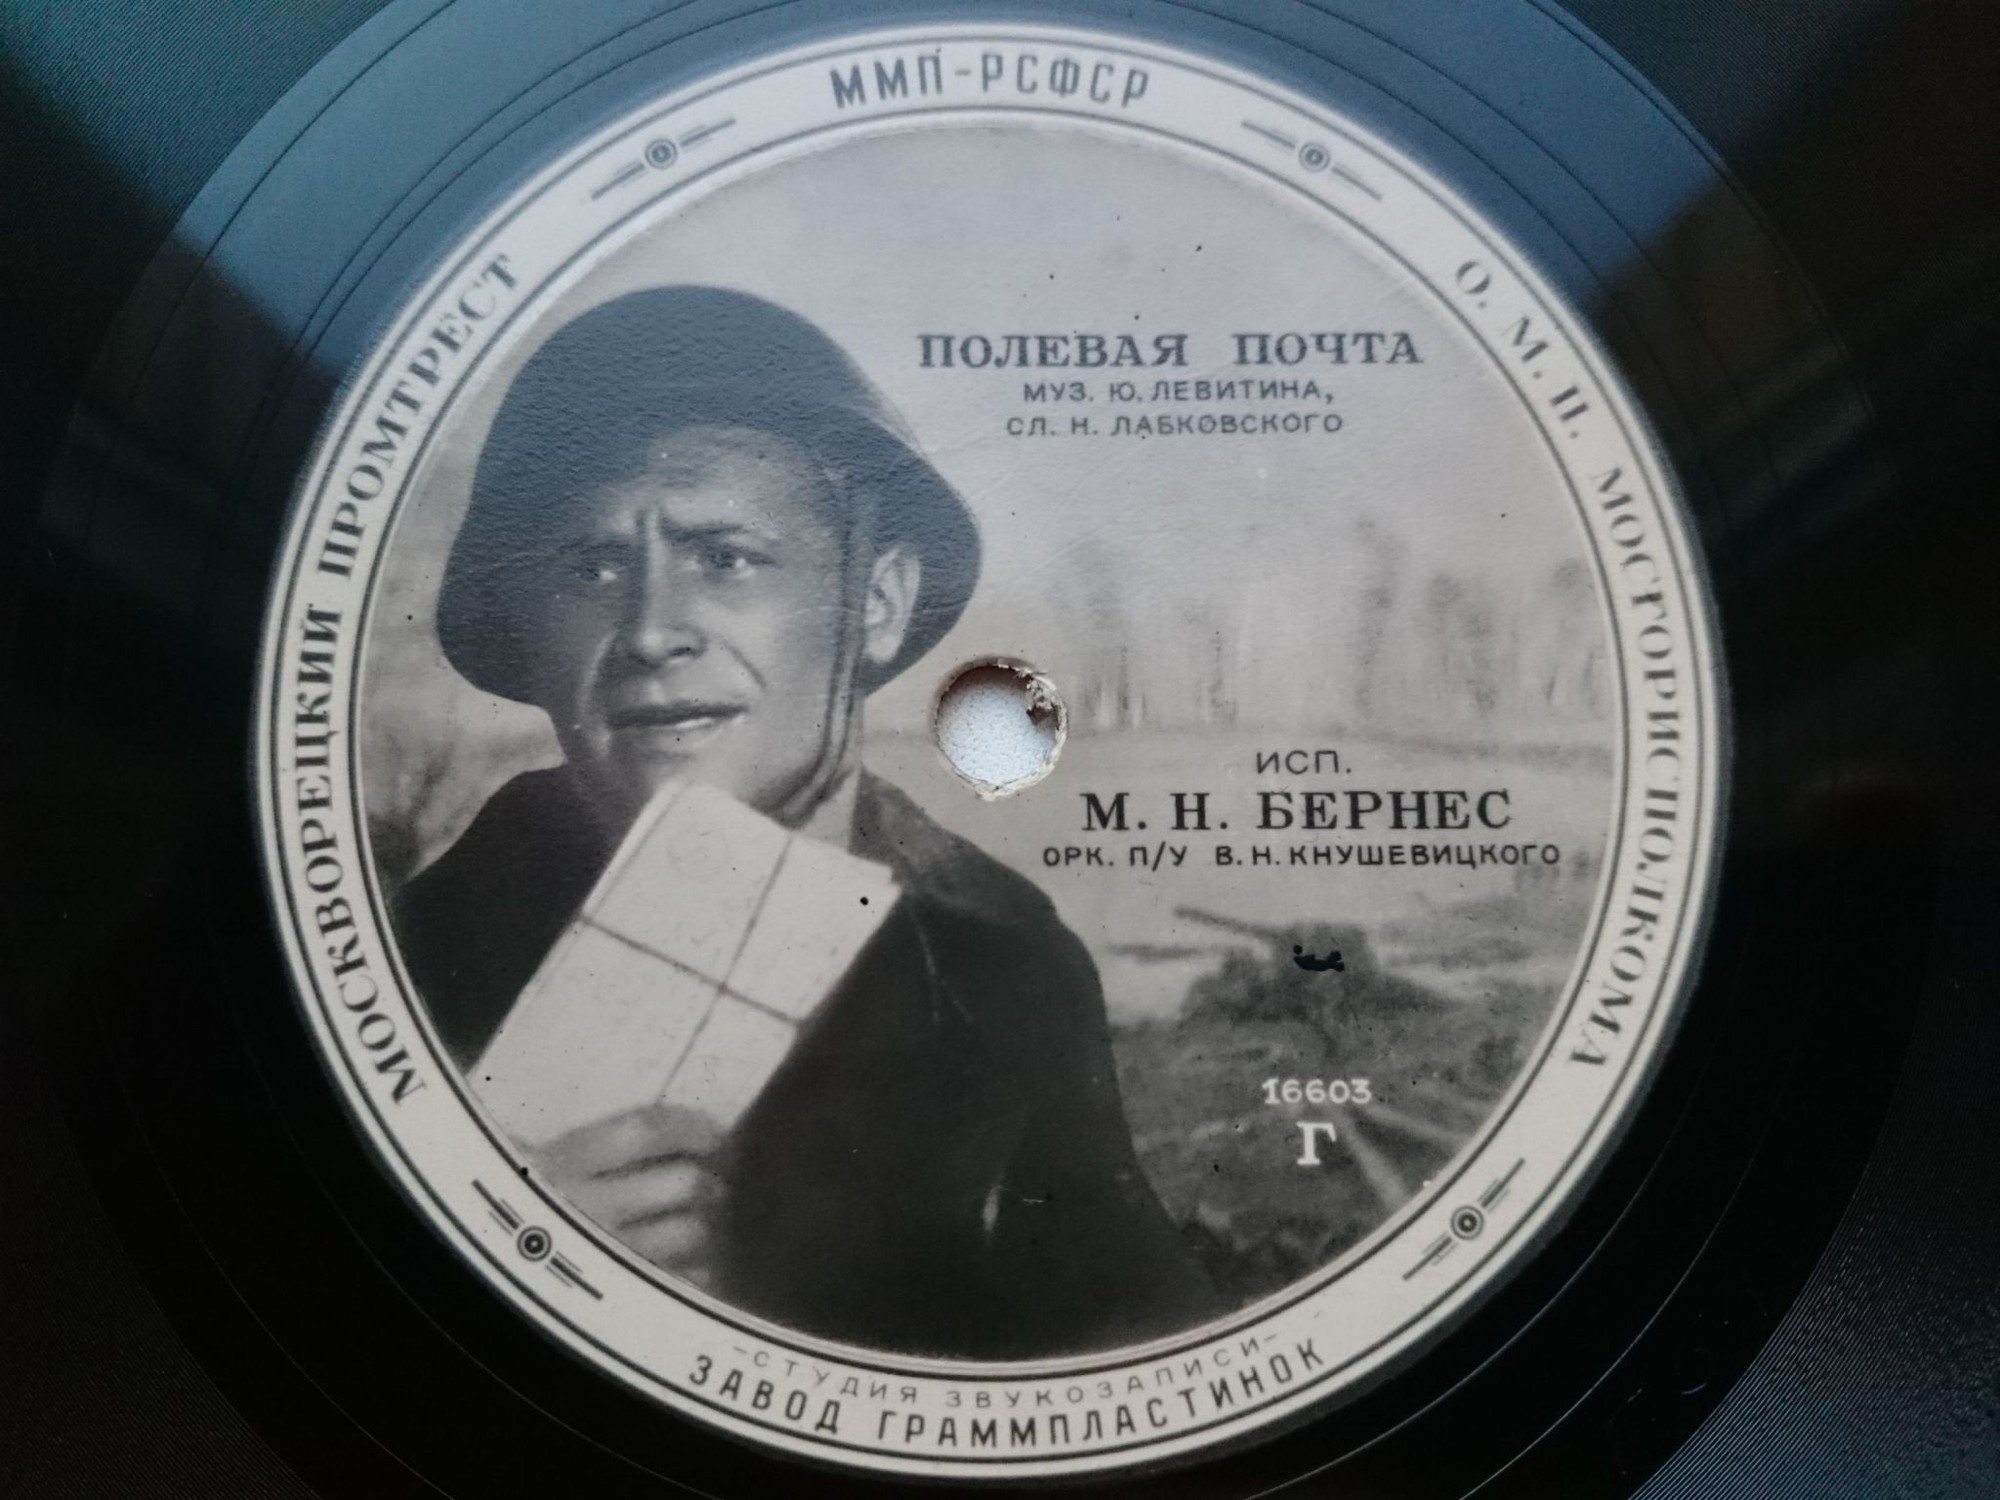 ММП-РСФСР
МОСКВОРЕЦКИЙ ПРОМТРЕСТ
О. М. П. МОСГОРИСПОЛКОМА
ПОЛЕВАЯ ПОЧТА
МУЗ. Ю. ЛЕВИТИНА,
СЛ. Н. ЛАБКОВСКОГО
ИСП.
М. Н. БЕРНЕС
ОРК. П/У В. Н. КНУШЕВИЦКОГО
16603
Г
-СТУДИЯ ЗВУКОЗАПИСИ-
ЗАВОД ГРАММПЛАСТИНОК